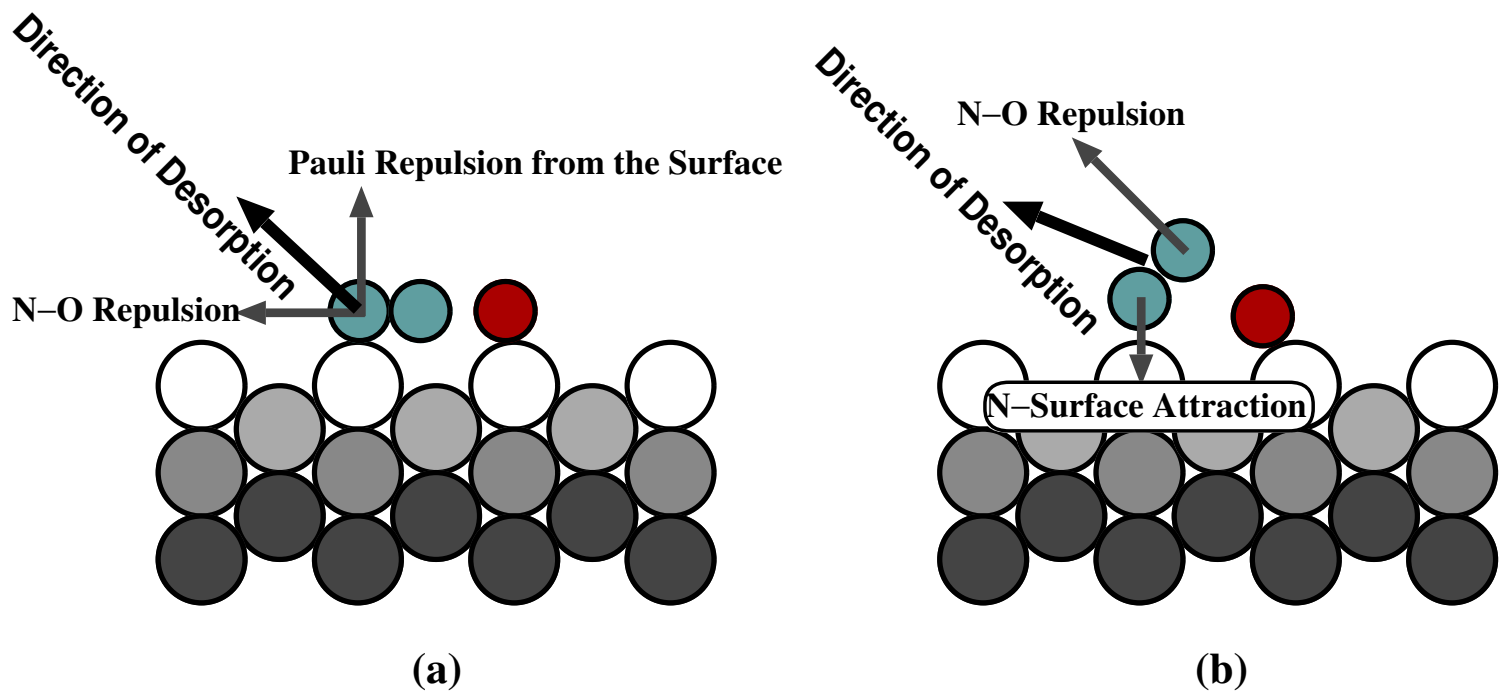 Direction of Desorption
Pauli Repulsion from the Surface
N–O Repulsion
(a)
Direction of Desorption
N–O Repulsion
N–Surface Attraction
(b)